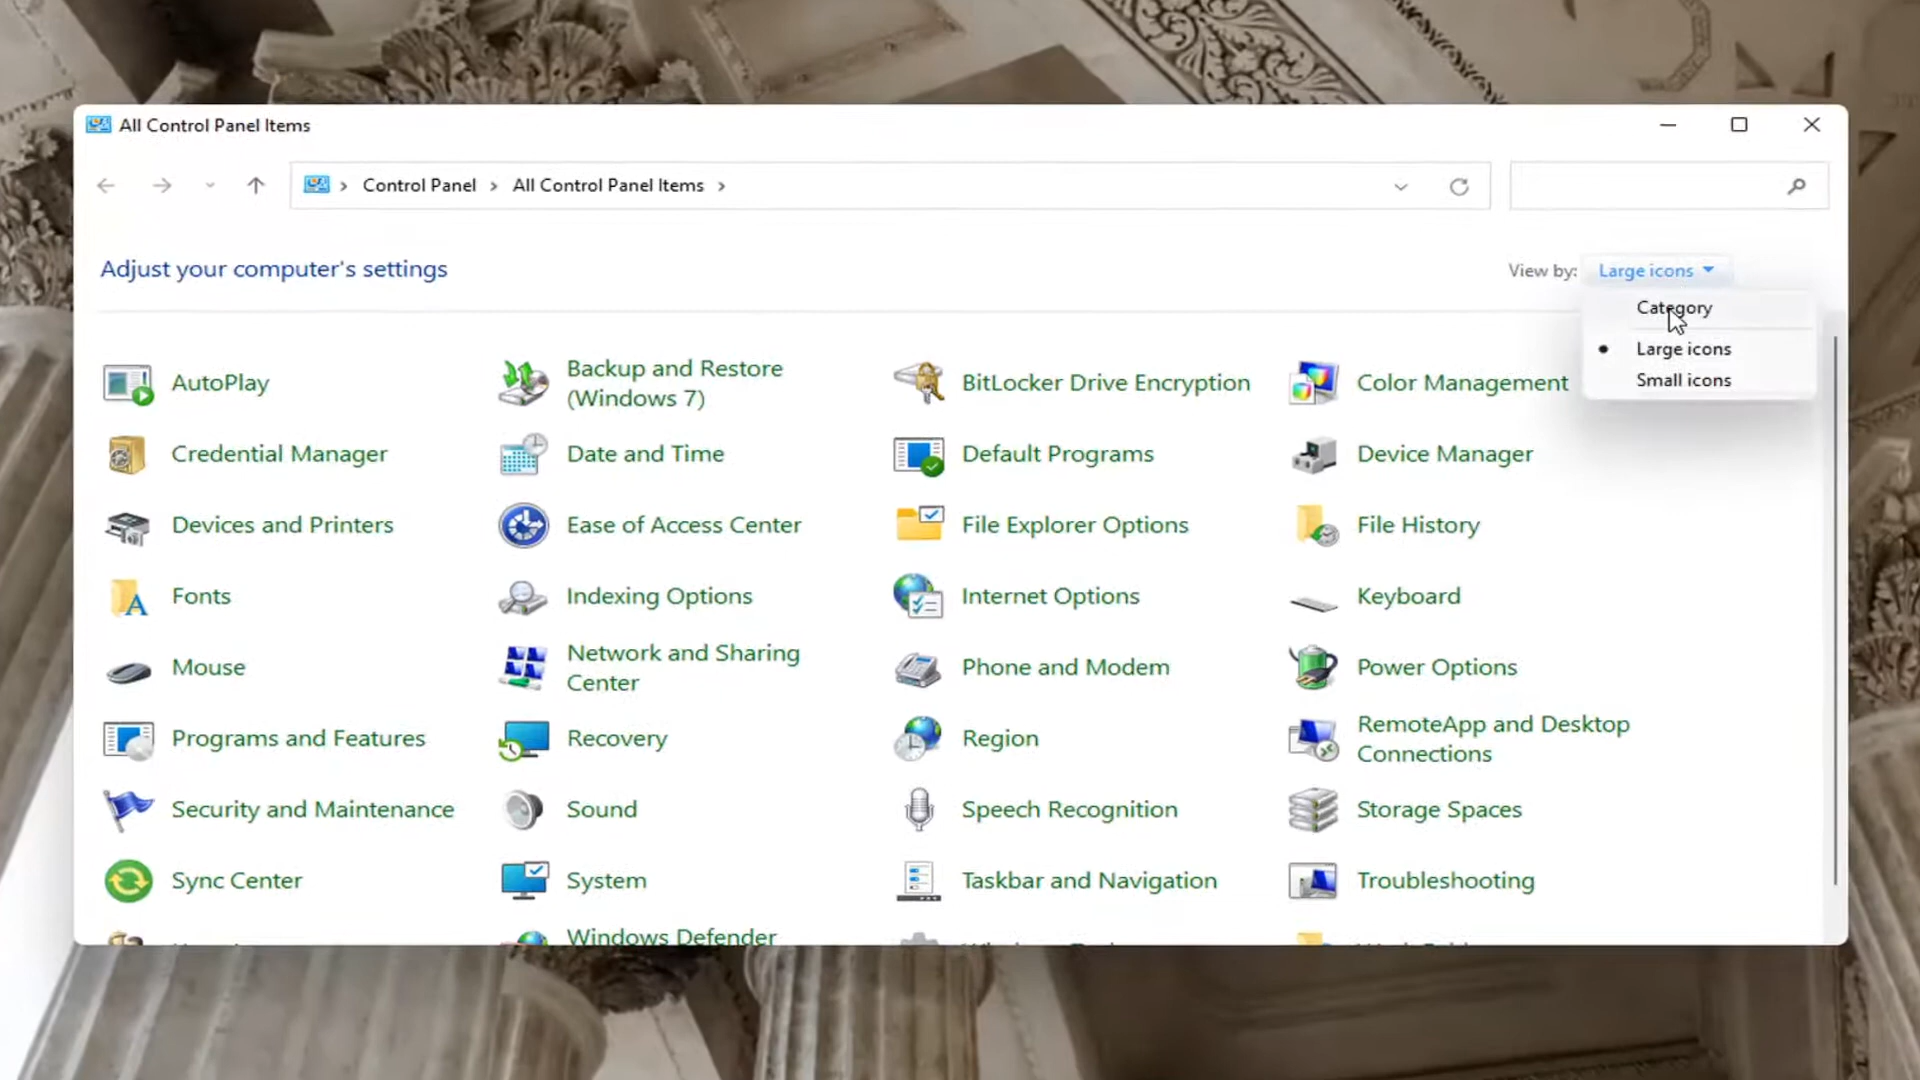 All Control Panel Items
Control Panel
All Control Panel Items
Adjust your computer's settings
View by:
Large icons
Category
Large icons
Small icons
AutoPlay
Backup and Restore
(Windows 7)
BitLocker Drive Encryption
Color Management
Credential Manager
Date and Time
Default Programs
Device Manager
Devices and Printers
Ease of Access Center
File Explorer Options
File History
Fonts
Indexing Options
Internet Options
Keyboard
Mouse
Network and Sharing
Center
Phone and Modem
Power Options
Programs and Features
Recovery
Region
RemoteApp and Desktop
Connections
Security and Maintenance
Sound
Speech Recognition
Storage Spaces
Sync Center
System
Taskbar and Navigation
Troubleshooting
Windows Defender